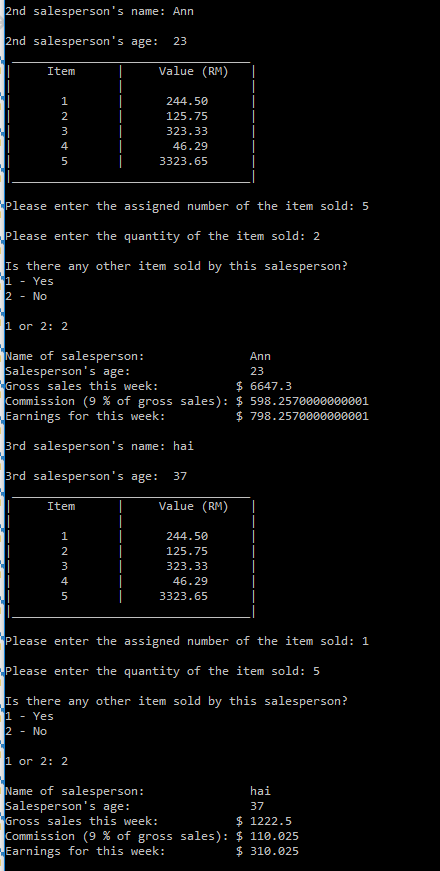 2nd salesperson's name: Ann
2nd salesperson's age:  23
Item | Value (RM)
1 | 244.50
2 | 125.75
3 | 323.33
4 | 46.29
5 | 3323.65
Please enter the assigned number of the item sold: 5
Please enter the quantity of the item sold: 2
Is there any other item sold by this salesperson?
1 - Yes
2 - No
1 or 2: 2
Name of salesperson: Ann
Salesperson's age: 23
Gross sales this week: $ 6647.3
Commission (9 % of gross sales): $ 598.2570000000001
Earnings for this week: $ 798.2570000000001
3rd salesperson's name: hai
3rd salesperson's age:  37
Item | Value (RM)
1 | 244.50
2 | 125.75
3 | 323.33
4 | 46.29
5 | 3323.65
Please enter the assigned number of the item sold: 1
Please enter the quantity of the item sold: 5
Is there any other item sold by this salesperson?
1 - Yes
2 - No
1 or 2: 2
Name of salesperson: hai
Salesperson's age: 37
Gross sales this week: $ 1222.5
Commission (9 % of gross sales): $ 110.025
Earnings for this week: $ 310.025